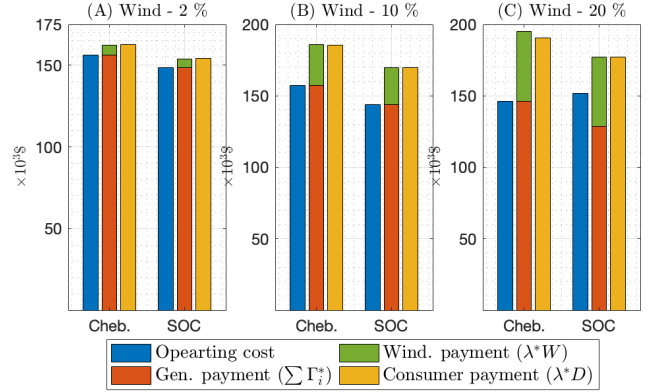 (A) Wind - 2 %
(B) Wind - 10 %
(C) Wind - 20 %
175
150
100
50
×10³$
Cheb.
SOC
200
150
100
50
×10³$
Cheb.
SOC
200
150
100
50
×10³$
Cheb.
SOC
Opearting cost
Wind. payment (λ*W)
Gen. payment (∑ Γᵢ*)
Consumer payment (λ*D)